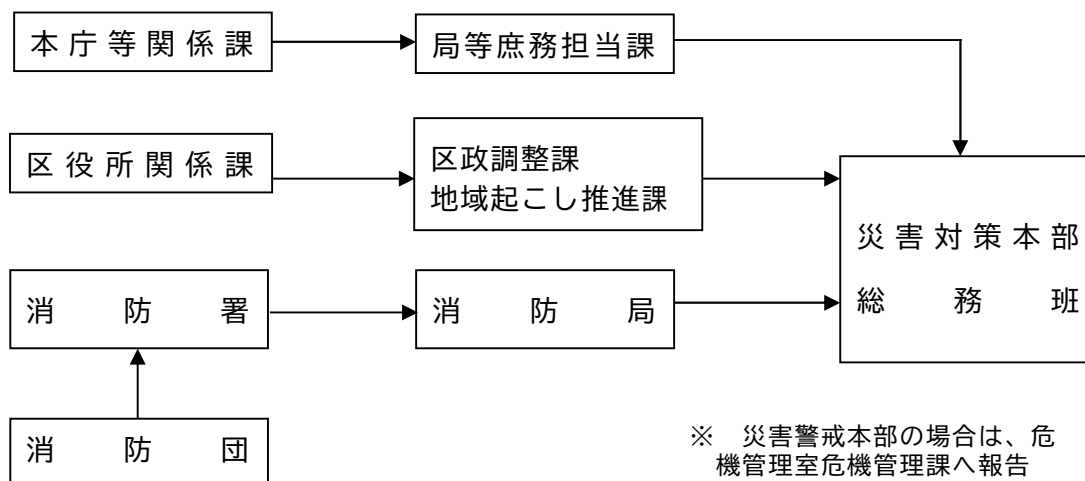 本庁等関係課
局等庶務担当課
区役所関係課
区政調整課
地域起こし推進課
災害対策本部
総務班
消防署
消防局
消防団
※ 災害警戒本部の場合は、危
機管理室危機管理課へ報告